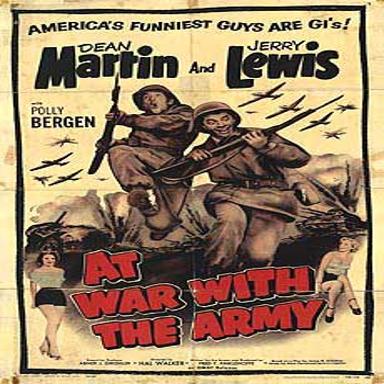 AMERICA'S FUNNIEST GUYS ARE GI's!
DEAN JERRY
Martin And Lewis
with
POLLY
BERGEN
AT
WAR WITH
THE ARMY